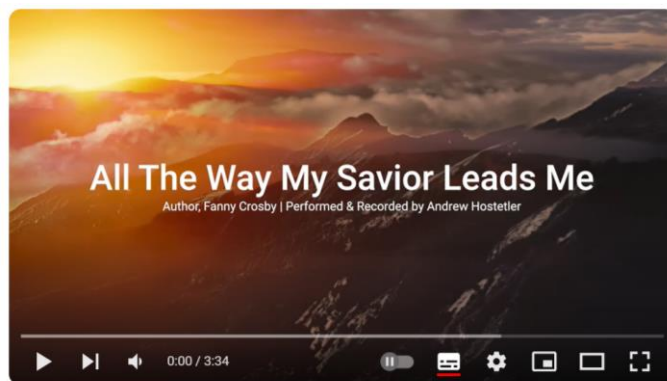 All The Way My Savior Leads Me
Author, Fanny Crosby | Performed & Recorded by Andrew Hostetler
0:00 / 3:34